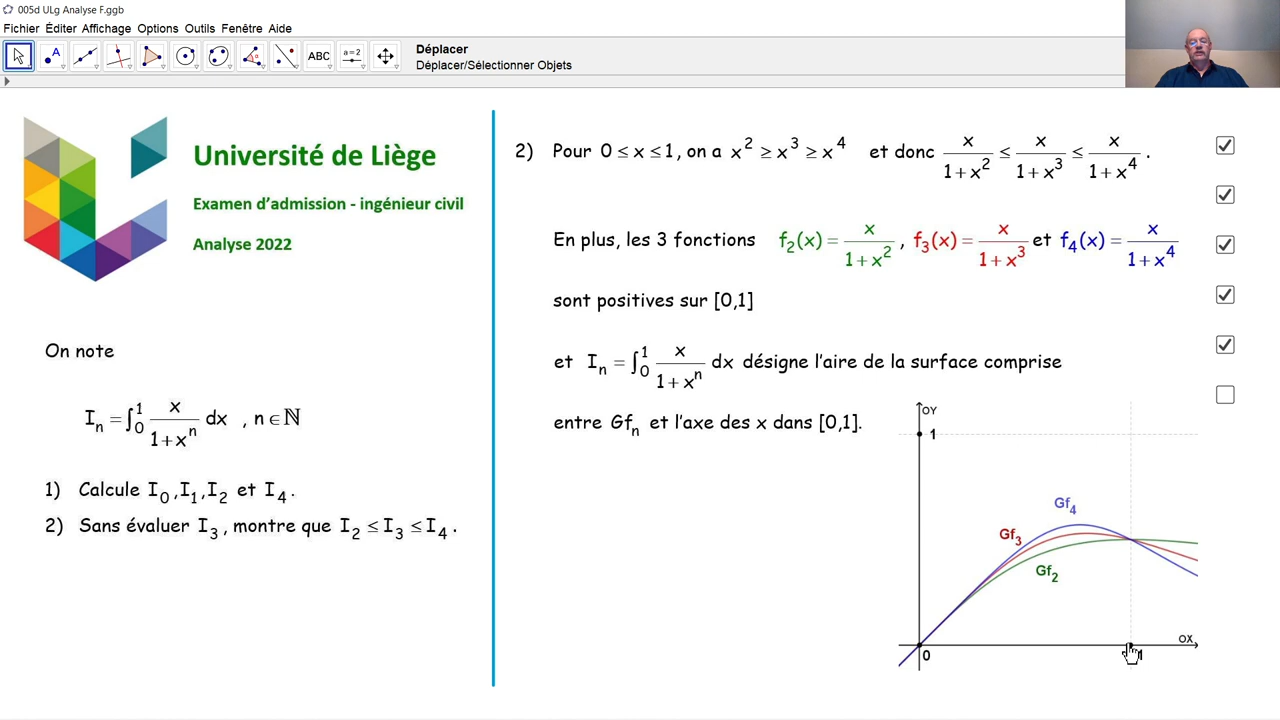 005d ULg Analyse F.ggb
Fichier Éditer Affichage Options Outils Fenêtre Aide
A ABC a=2
Déplacer
Déplacer/Sélectionner Objets
Université de Liège
Examen d'admission - ingénieur civil
Analyse 2022
On note
Iₙ = ∫₀¹ x/(1+xⁿ) dx , n ∈ ℕ
1) Calcule I₀ ,I₁ ,I₂ et I₄ .
2) Sans évaluer I₃ , montre que I₂ ≤ I₃ ≤ I₄ .
2) Pour 0 ≤ x ≤ 1 , on a x² ≥ x³ ≥ x⁴ et donc x/(1+x²) ≤ x/(1+x³) ≤ x/(1+x⁴) .
En plus, les 3 fonctions f₂(x) = x/(1+x²) , f₃(x) = x/(1+x³) et f₄(x) = x/(1+x⁴)
sont positives sur [0,1]
et Iₙ = ∫₀¹ x/(1+xⁿ) dx désigne l'aire de la surface comprise
entre Gfₙ et l'axe des x dans [0,1].
OY
1
Gf₄
Gf₃
Gf₂
OX
0 1